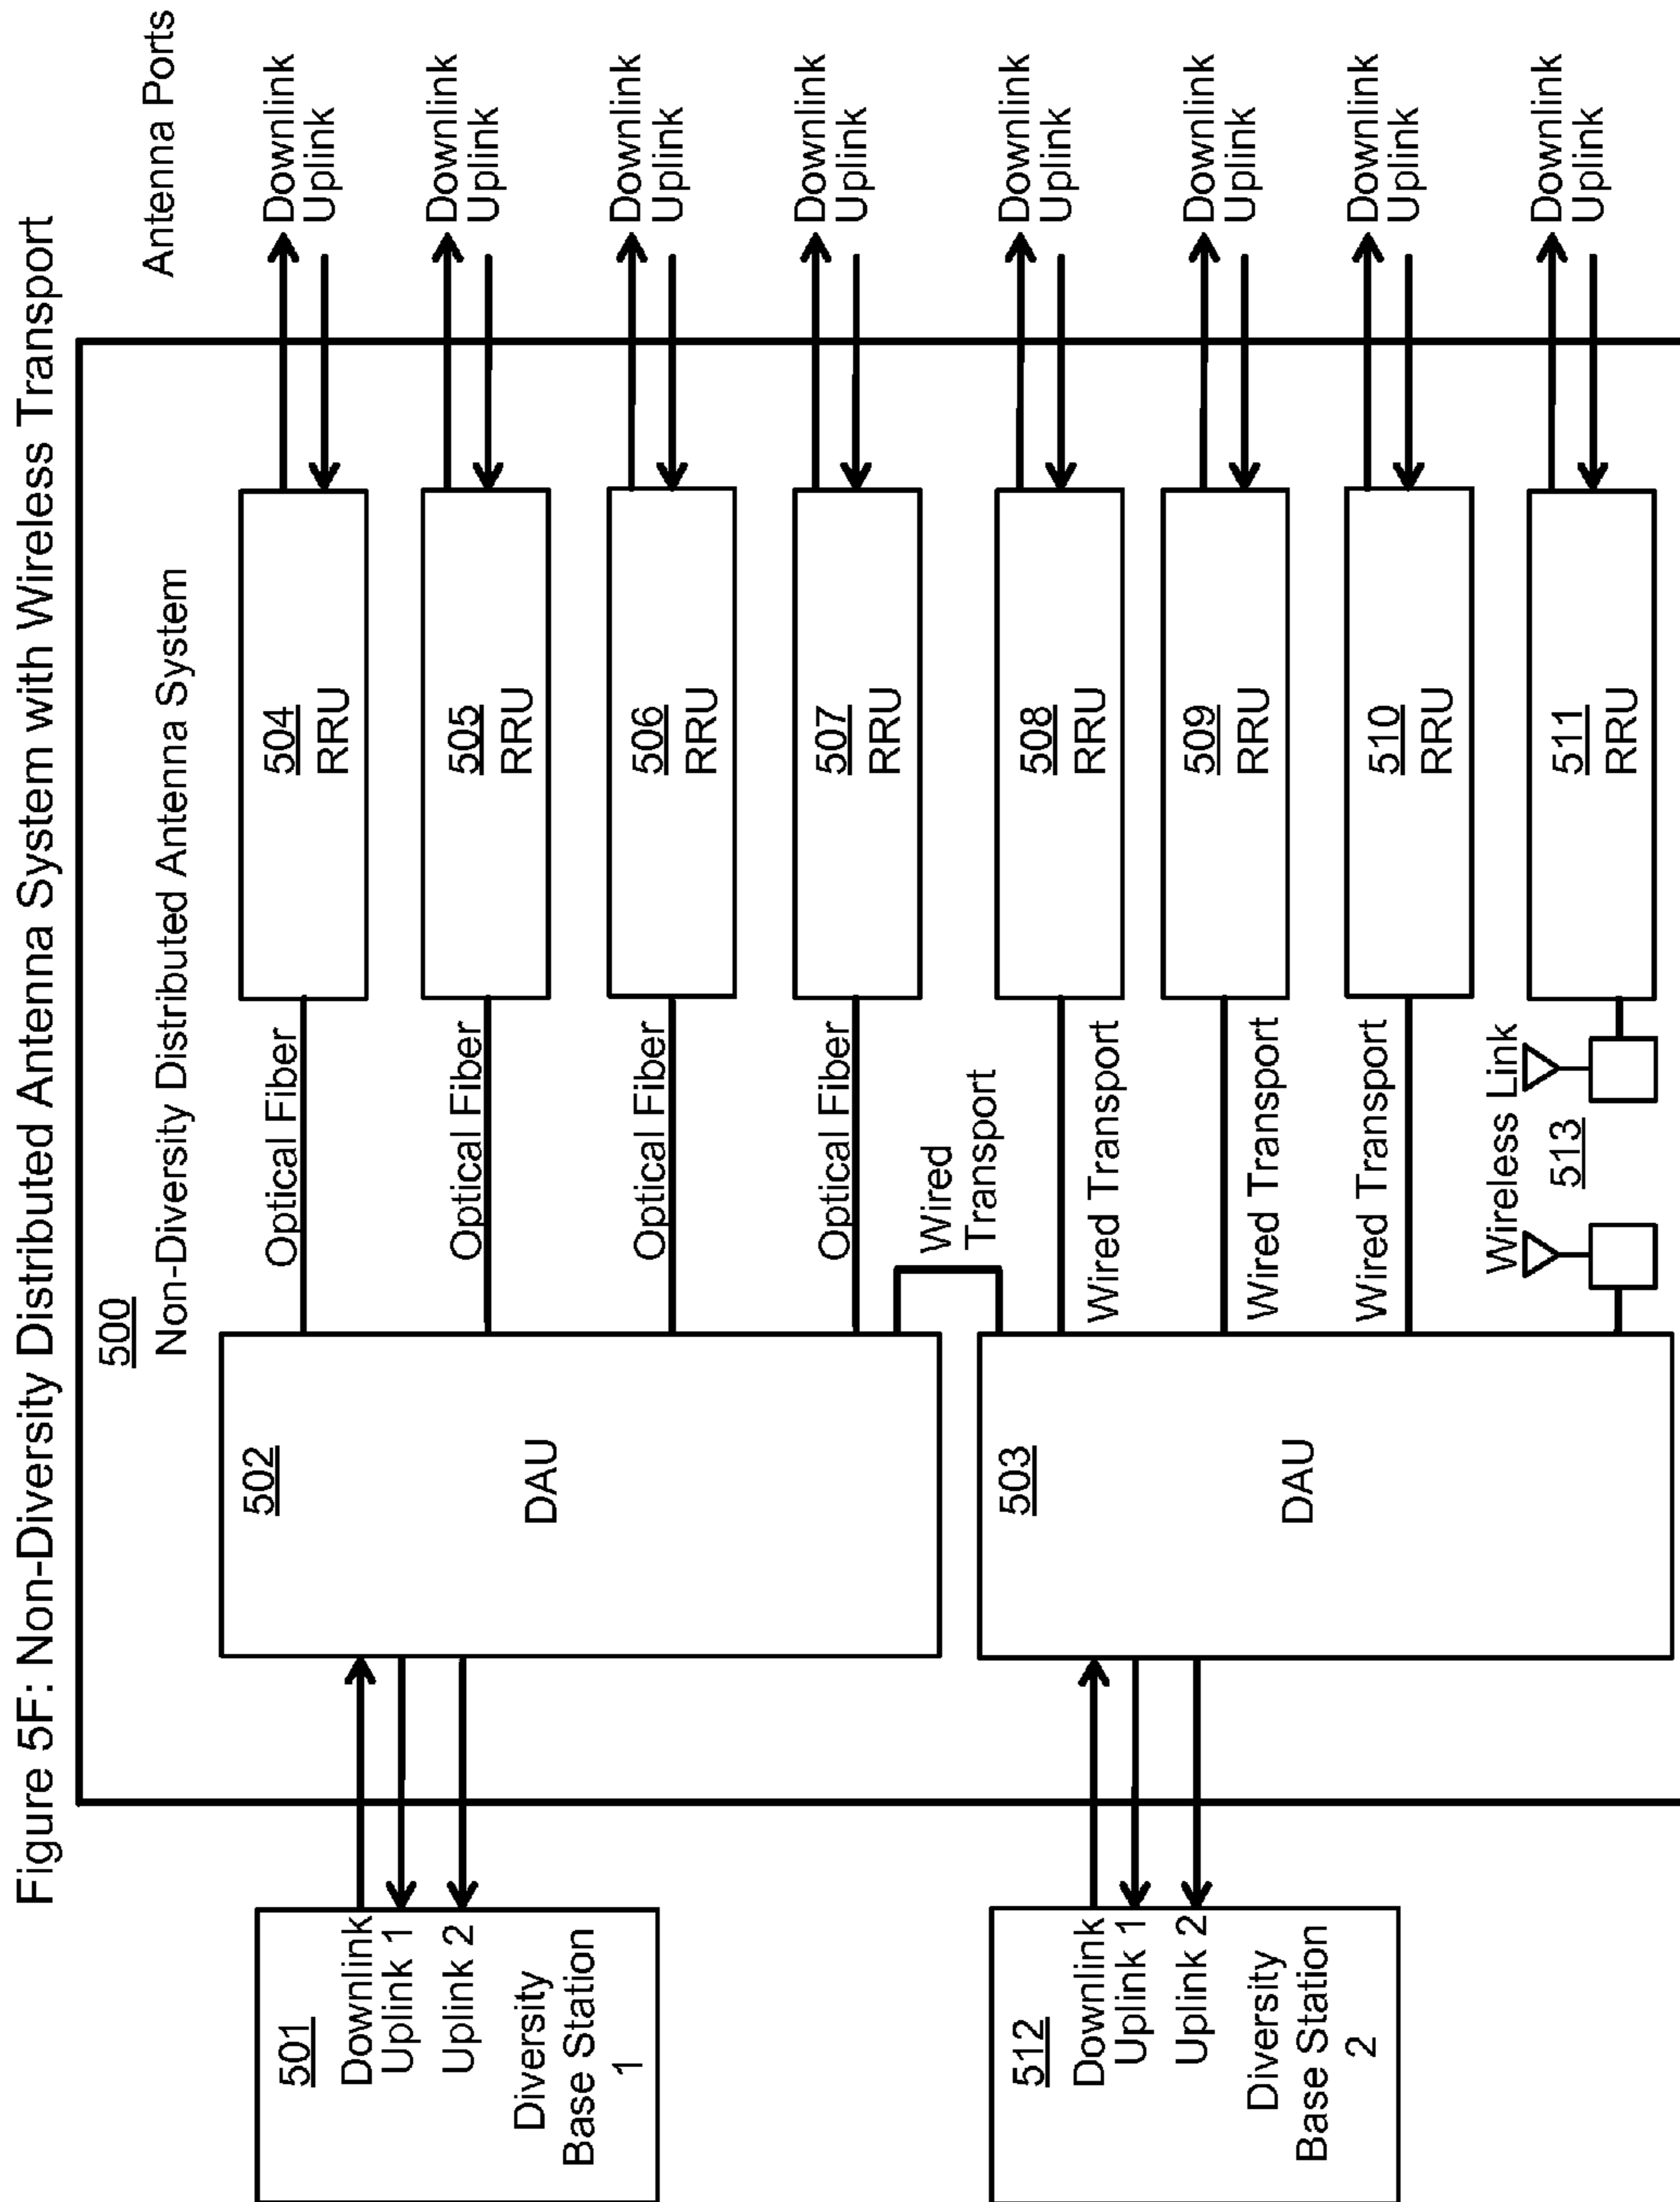 Figure 5F: Non-Diversity Distributed Antenna System with Wireless Transport
Antenna Ports
500
Non-Diversity Distributed Antenna System
501
Downlink
Uplink 1
Uplink 2
Diversity
Base Station
1
502
DAU
Optical Fiber
504
RRU
Downlink
Uplink
Optical Fiber
505
RRU
Downlink
Uplink
Optical Fiber
506
RRU
Downlink
Uplink
Optical Fiber
507
RRU
Downlink
Uplink
Wired
Transport
512
Downlink
Uplink 1
Uplink 2
Diversity
Base Station
2
503
DAU
Wired Transport
508
RRU
Downlink
Uplink
Wired Transport
509
RRU
Downlink
Uplink
Wired Transport
510
RRU
Downlink
Uplink
Wireless Link
513
511
RRU
Downlink
Uplink